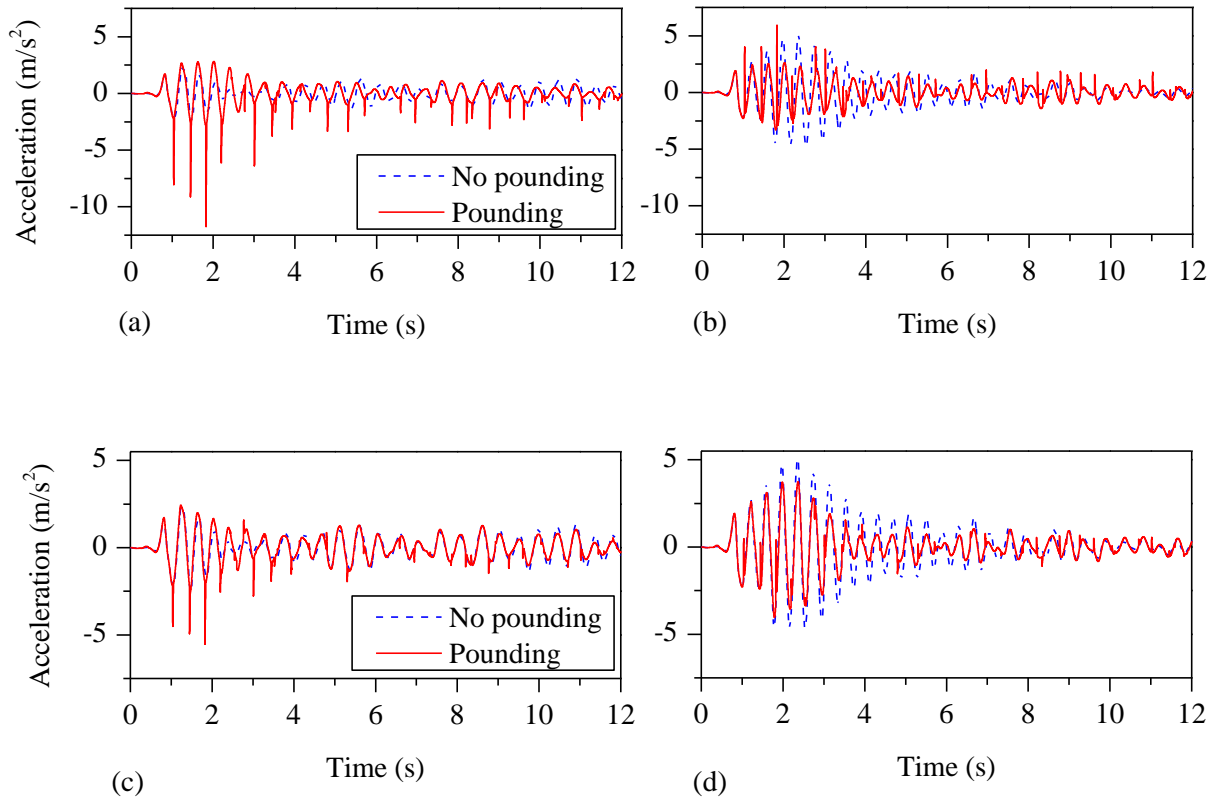 Acceleration (m/s²)
5
0
-5
-10
No pounding
Pounding
0 2 4 6 8 10 12
(a)
Time (s)
5
0
-5
-10
0 2 4 6 8 10 12
(b)
Time (s)
Acceleration (m/s²)
5
0
-5
No pounding
Pounding
0 2 4 6 8 10 12
(c)
Time (s)
5
0
-5
0 2 4 6 8 10 12
(d)
Time (s)